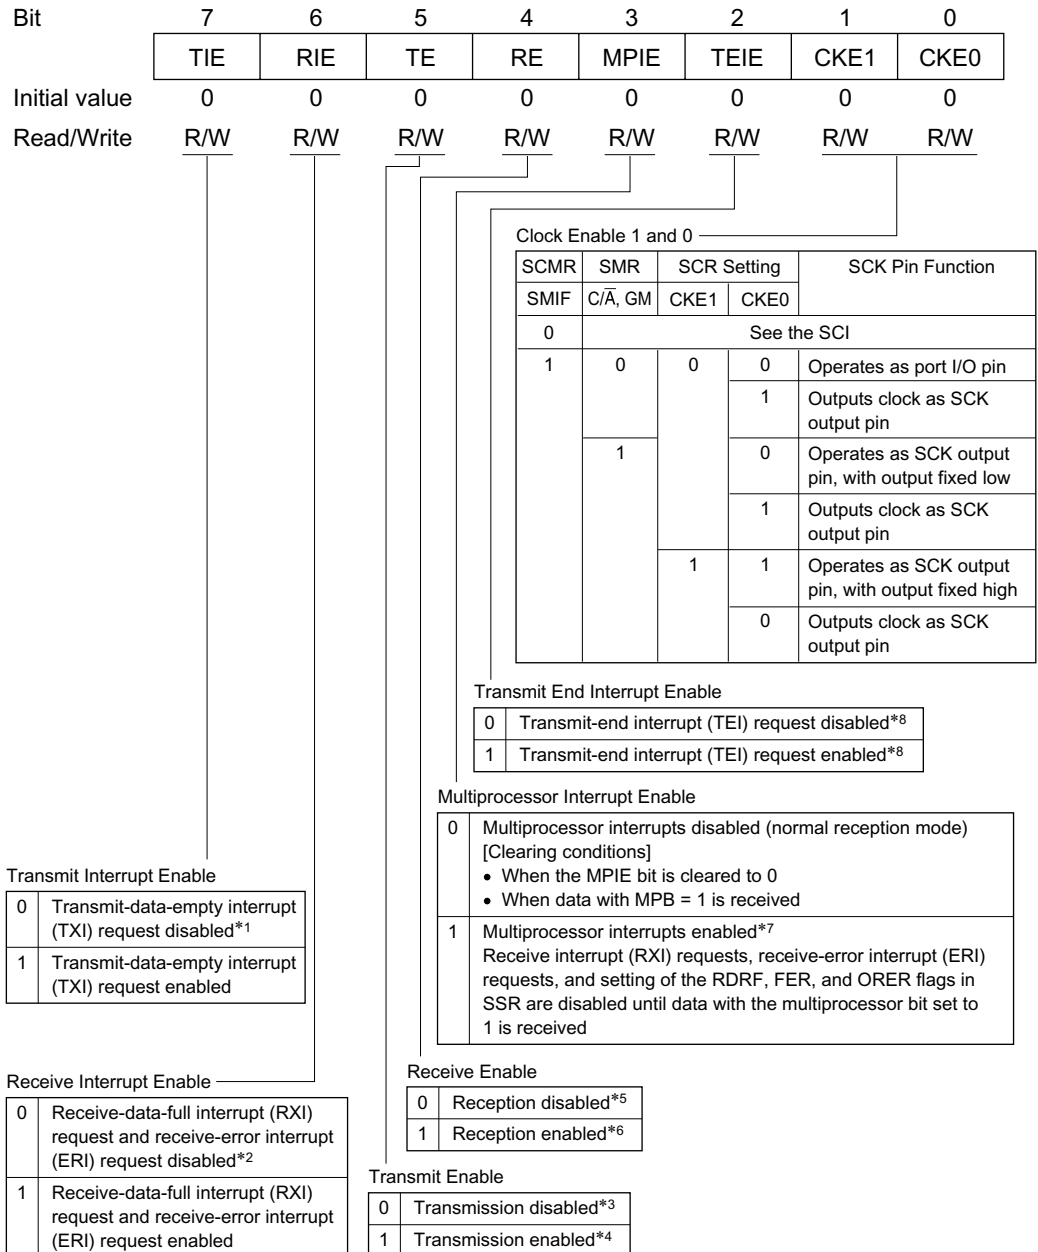 Bit 7 6 5 4 3 2 1 0
TIE RIE TE RE MPIE TEIE CKE1 CKE0
Initial value 0 0 0 0 0 0 0 0
Read/Write R/W R/W R/W R/W R/W R/W R/W R/W
Clock Enable 1 and 0
SCMR SMR SCR Setting SCK Pin Function
SMIF C/A̅, GM CKE1 CKE0
0 See the SCI
1 0 0 0 Operates as port I/O pin
1 Outputs clock as SCK
output pin
1 0 Operates as SCK output
pin, with output fixed low
1 Outputs clock as SCK
output pin
1 1 Operates as SCK output
pin, with output fixed high
0 Outputs clock as SCK
output pin
Transmit End Interrupt Enable
0 Transmit-end interrupt (TEI) request disabled*8
1 Transmit-end interrupt (TEI) request enabled*8
Multiprocessor Interrupt Enable
0 Multiprocessor interrupts disabled (normal reception mode)
[Clearing conditions]
• When the MPIE bit is cleared to 0
• When data with MPB = 1 is received
1 Multiprocessor interrupts enabled*7
Receive interrupt (RXI) requests, receive-error interrupt (ERI)
requests, and setting of the RDRF, FER, and ORER flags in
SSR are disabled until data with the multiprocessor bit set to
1 is received
Transmit Interrupt Enable
0 Transmit-data-empty interrupt
(TXI) request disabled*1
1 Transmit-data-empty interrupt
(TXI) request enabled
Receive Enable
0 Reception disabled*5
1 Reception enabled*6
Receive Interrupt Enable
0 Receive-data-full interrupt (RXI)
request and receive-error interrupt
(ERI) request disabled*2
1 Receive-data-full interrupt (RXI)
request and receive-error interrupt
(ERI) request enabled
Transmit Enable
0 Transmission disabled*3
1 Transmission enabled*4